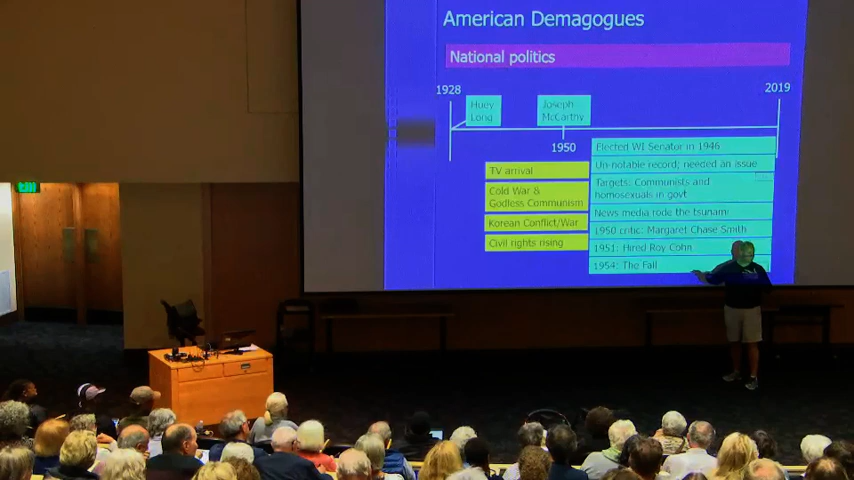 American Demagogues
National politics
1928
2019
Huey
Long
Joseph
McCarthy
1950
TV arrival
Cold War &
Godless Communism
Korean Conflict/War
Civil rights rising
Elected WI Senator in 1946
Un-notable record; needed an issue
Targets: Communists and
homosexuals in govt
News media rode the tsunami
1950 critic: Margaret Chase Smith
1951: Hired Roy Cohn
1954: The Fall
EXIT